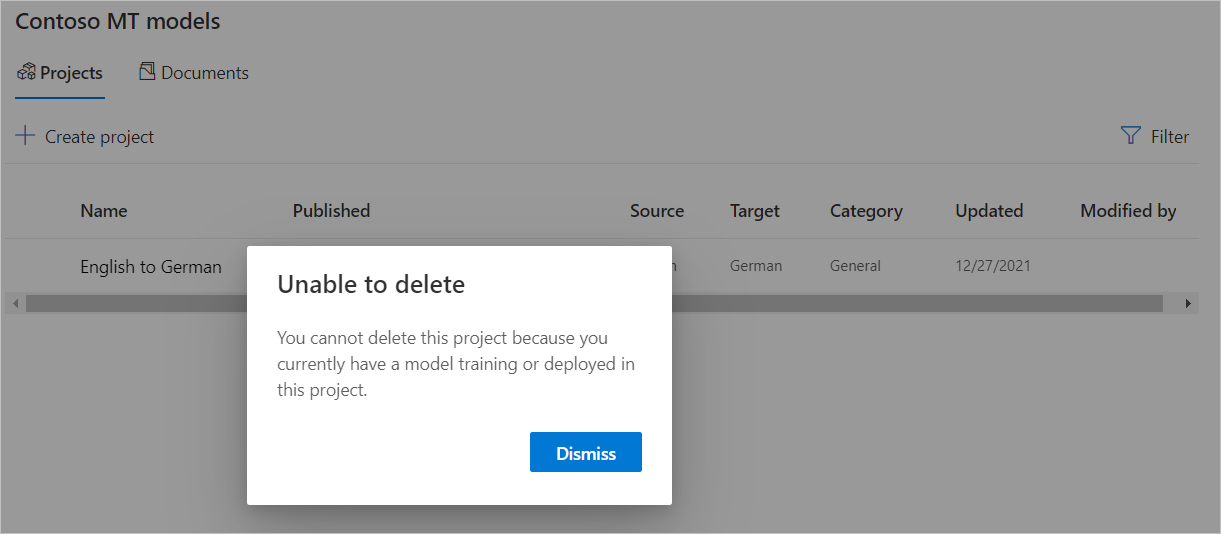 Contoso MT models
Projects Documents
Create project Filter
Name Published Source Target Category Updated Modified by
English to German German General 12/27/2021
Unable to delete
You cannot delete this project because you
currently have a model training or deployed in
this project.
Dismiss